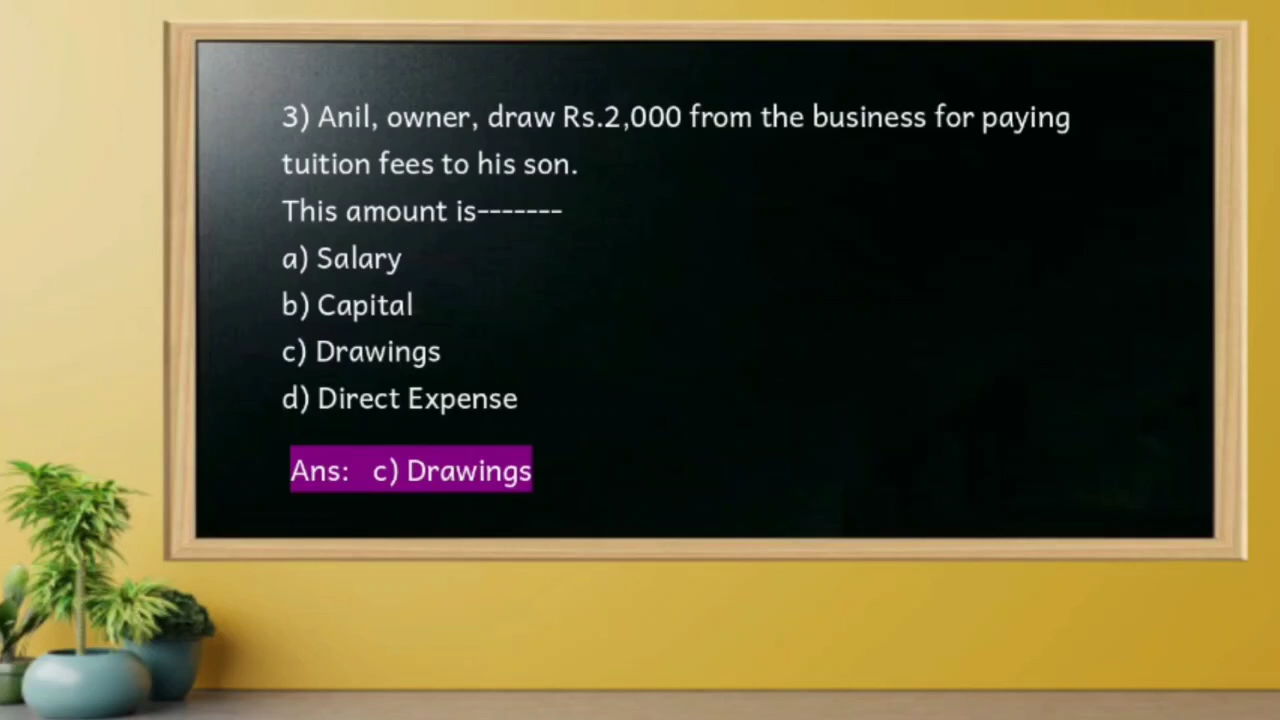 3) Anil, owner, draw Rs.2,000 from the business for paying
tuition fees to his son.
This amount is-------
a) Salary
b) Capital
c) Drawings
d) Direct Expense
Ans: c) Drawings